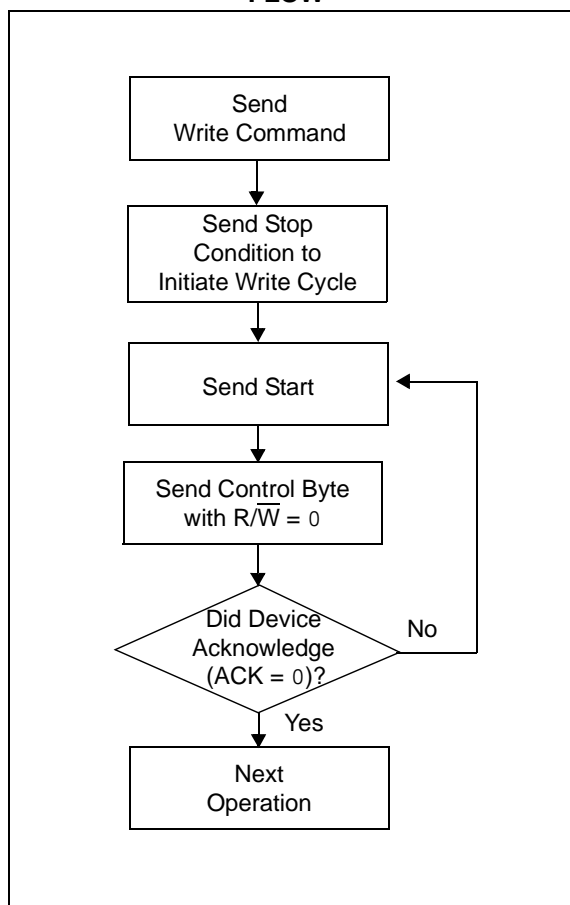 Send
Write Command
Send Stop
Condition to
Initiate Write Cycle
Send Start
Send Control Byte
with R/W̅ = 0
Did Device
Acknowledge
(ACK = 0)?
No
Yes
Next
Operation